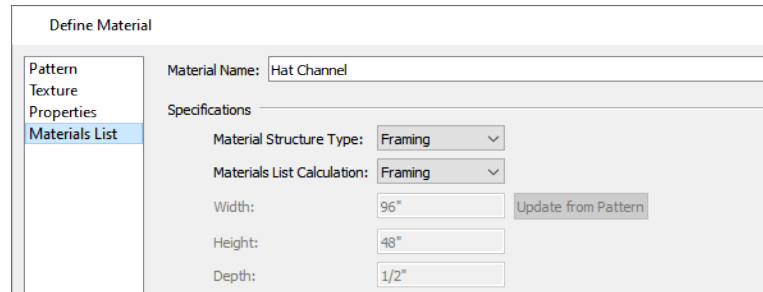 Define Material
Pattern
Texture
Properties
Materials List
Material Name: Hat Channel
Specifications
Material Structure Type: Framing
Materials List Calculation: Framing
Width: 96" Update from Pattern
Height: 48"
Depth: 1/2"